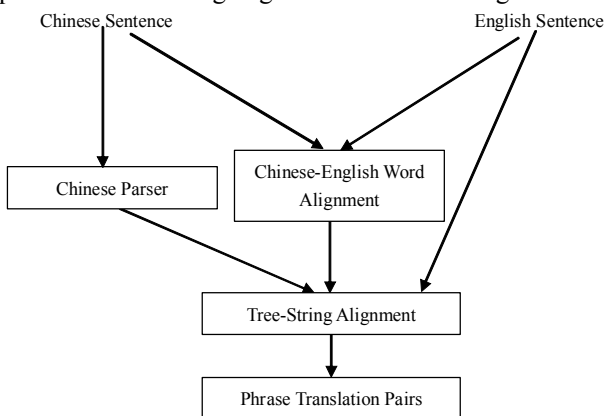 Chinese Sentence
English Sentence
Chinese Parser
Chinese-English Word
Alignment
Tree-String Alignment
Phrase Translation Pairs